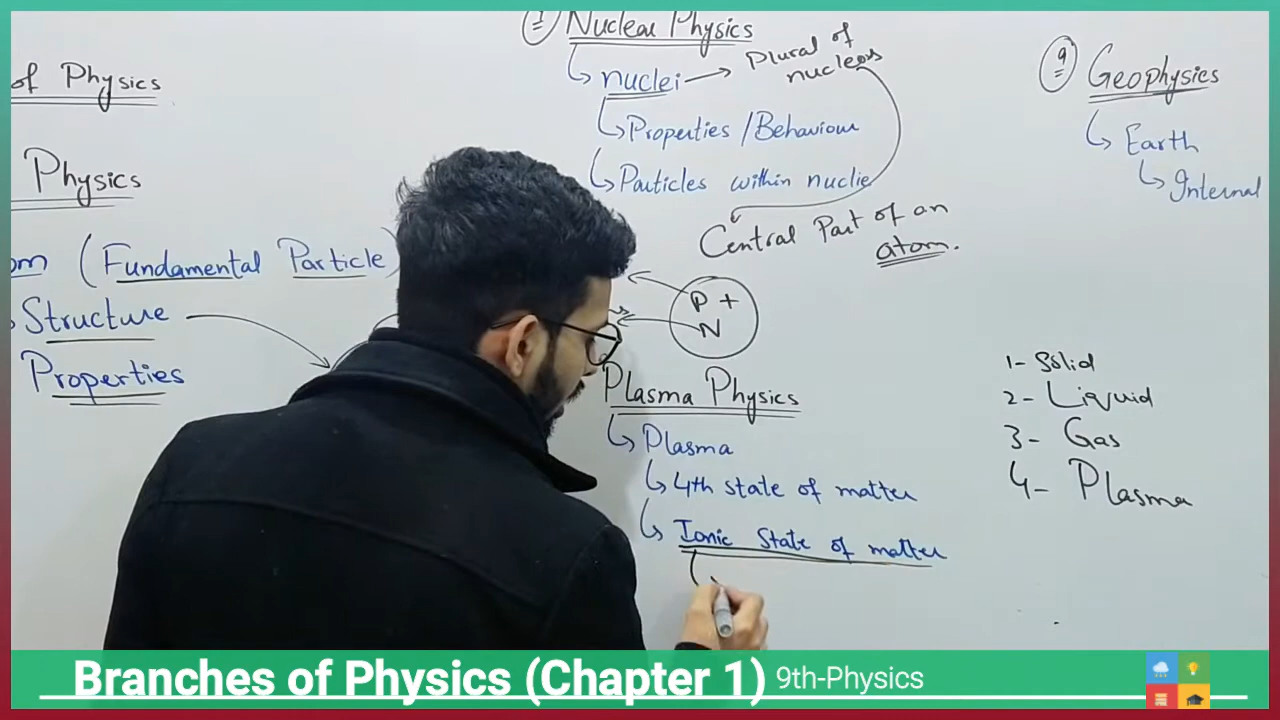 of Physics
Physics
(Fundamental Particle)
Structure
Properties
1 Nuclear Physics
nuclei → Plural of nucleus
Properties / Behaviour
Particles within nuclie
Central Part of an atom.
P +
N
Plasma Physics
Plasma
4th state of matter
Ionic State of matter
9 Geophysics
Earth
Internal
1- Solid
2- Liquid
3- Gas
4- Plasma
Branches of Physics (Chapter 1) 9th-Physics